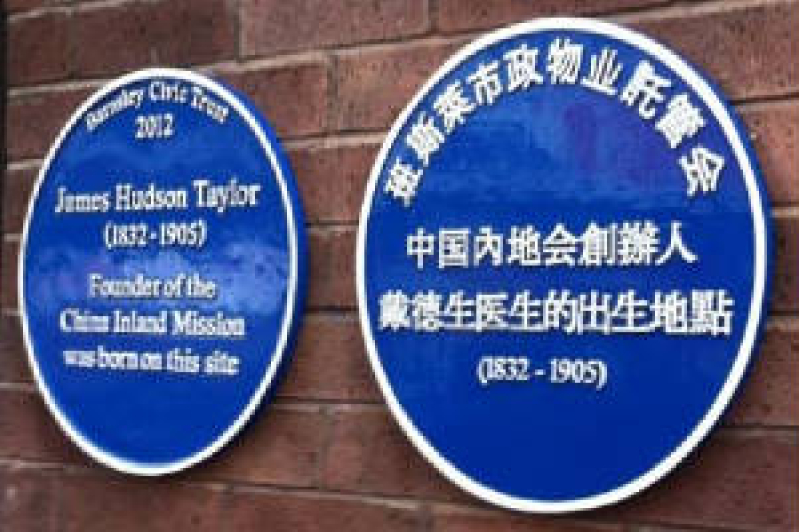 Barnsley Civic Trust
2012
James Hudson Taylor
(1832-1905)
Founder of the
China Inland Mission
was born on this site
班斯萊市政物业託管会
中国內地会創辦人
戴德生医生的出生地點
(1832 - 1905)